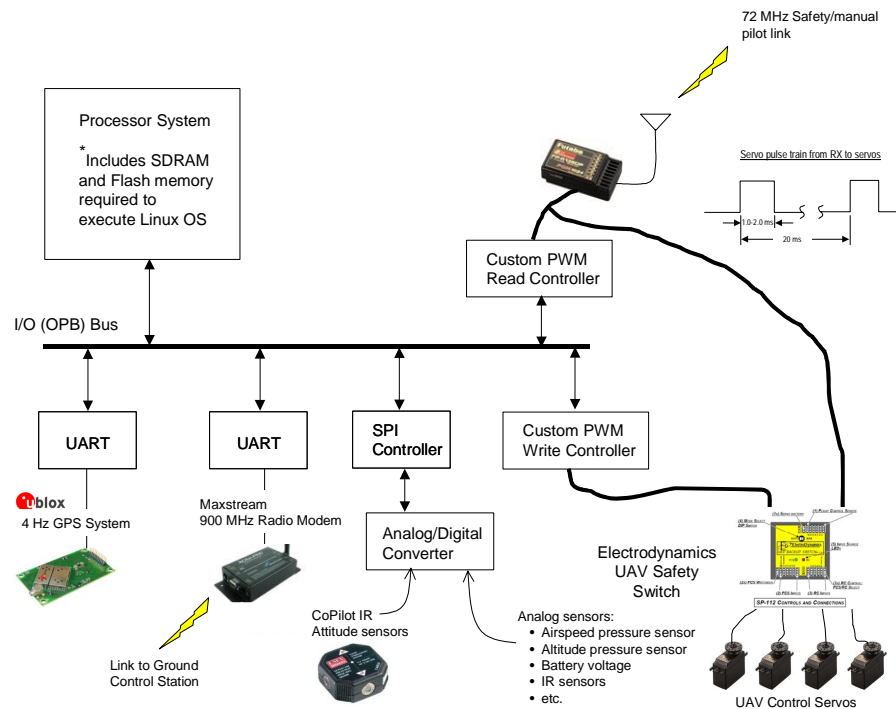 72 MHz Safety/manual
pilot link
Processor System
*Includes SDRAM
and Flash memory
required to
execute Linux OS
Futaba
Servo pulse train from RX to servos
1.0-2.0 ms
20 ms
Custom PWM
Read Controller
I/O (OPB) Bus
UART
UART
SPI
Controller
Custom PWM
Write Controller
ublox
4 Hz GPS System
Maxstream
900 MHz Radio Modem
Analog/Digital
Converter
Electrodynamics
UAV Safety
Switch
SP-112 CONTROLS AND CONNECTIONS
CoPilot IR
Attitude sensors
Analog sensors:
• Airspeed pressure sensor
• Altitude pressure sensor
• Battery voltage
• IR sensors
• etc.
Link to Ground
Control Station
UAV Control Servos